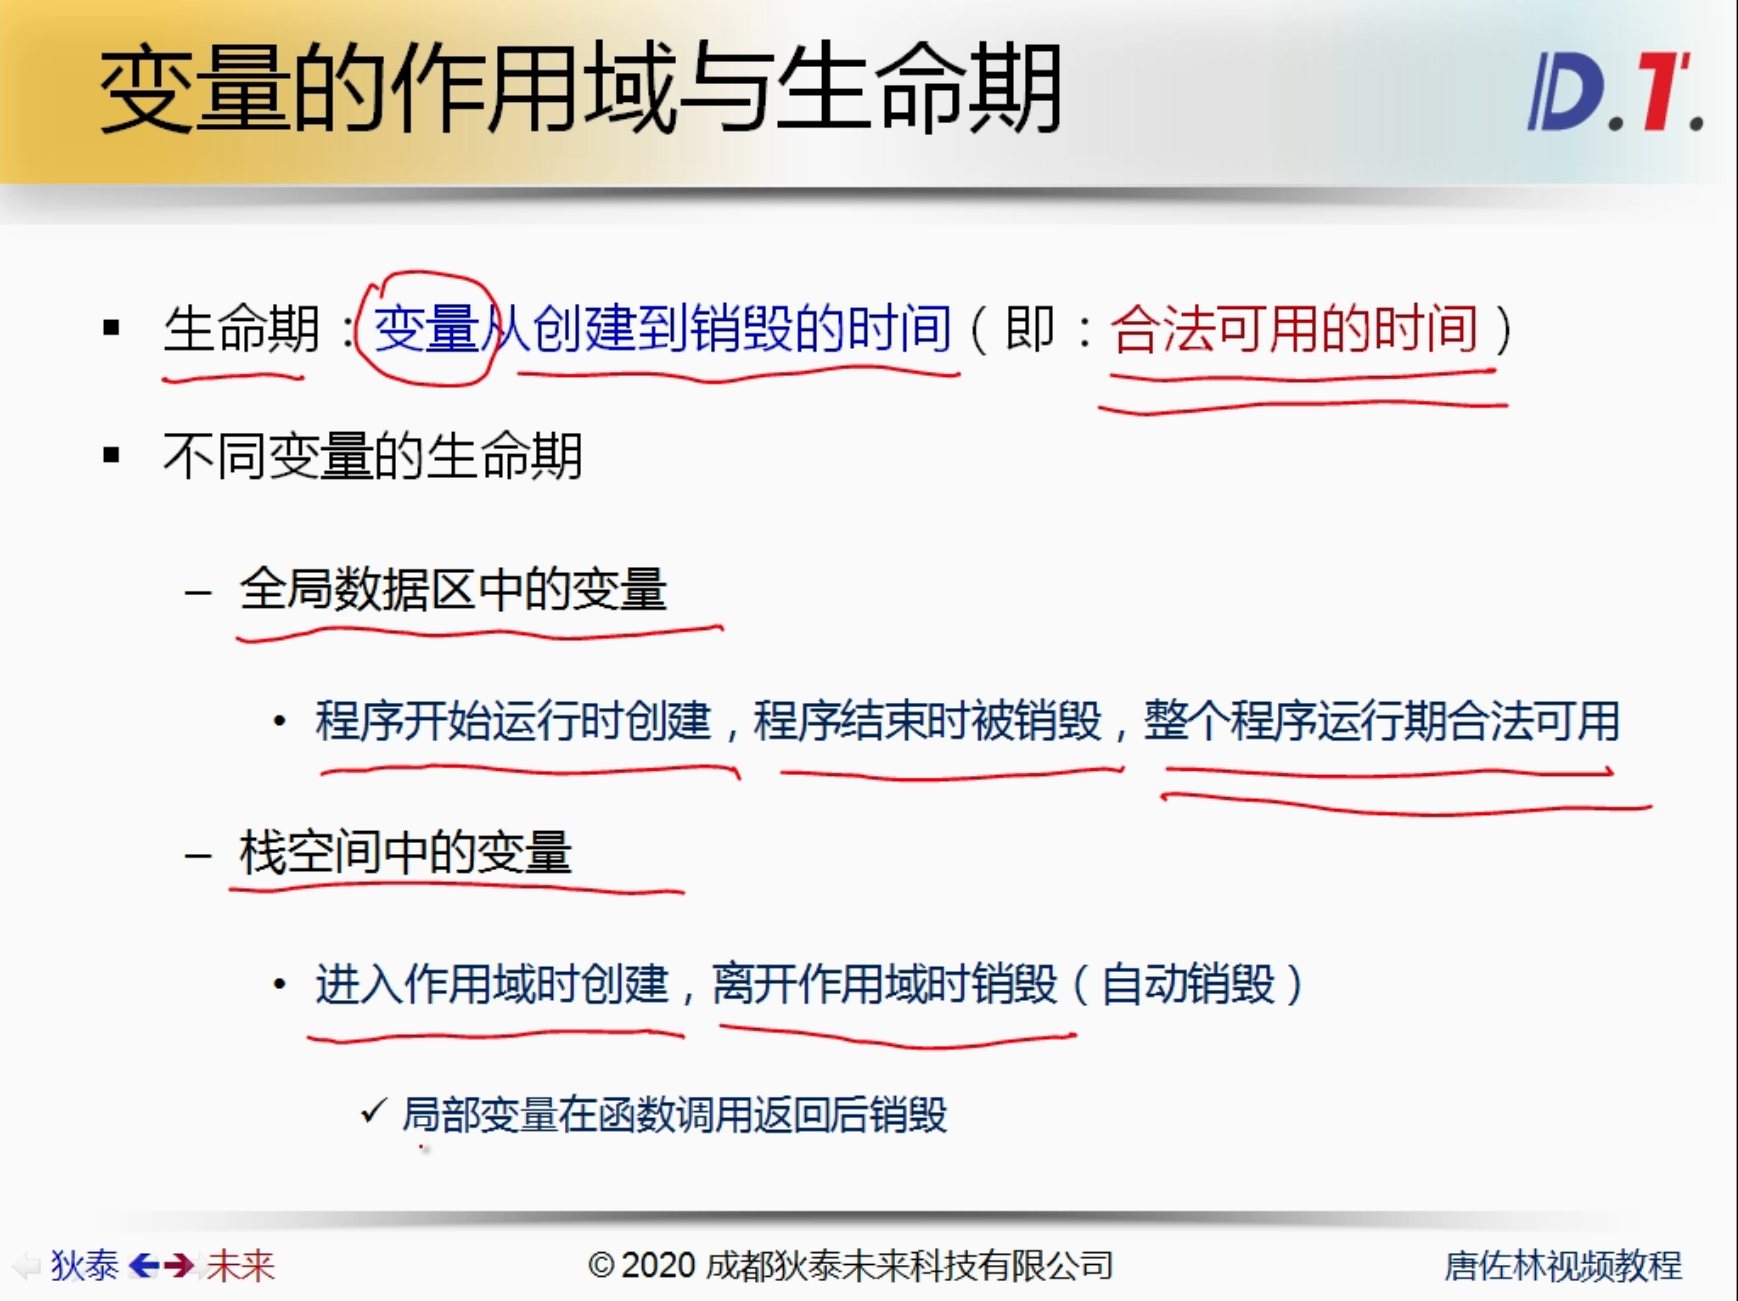 变量的作用域与生命期
D.T.
▪ 生命期：变量从创建到销毁的时间（即：合法可用的时间）
▪ 不同变量的生命期
– 全局数据区中的变量
• 程序开始运行时创建，程序结束时被销毁，整个程序运行期合法可用
– 栈空间中的变量
• 进入作用域时创建，离开作用域时销毁（自动销毁）
✓ 局部变量在函数调用返回后销毁
狄泰 未来
© 2020 成都狄泰未来科技有限公司
唐佐林视频教程